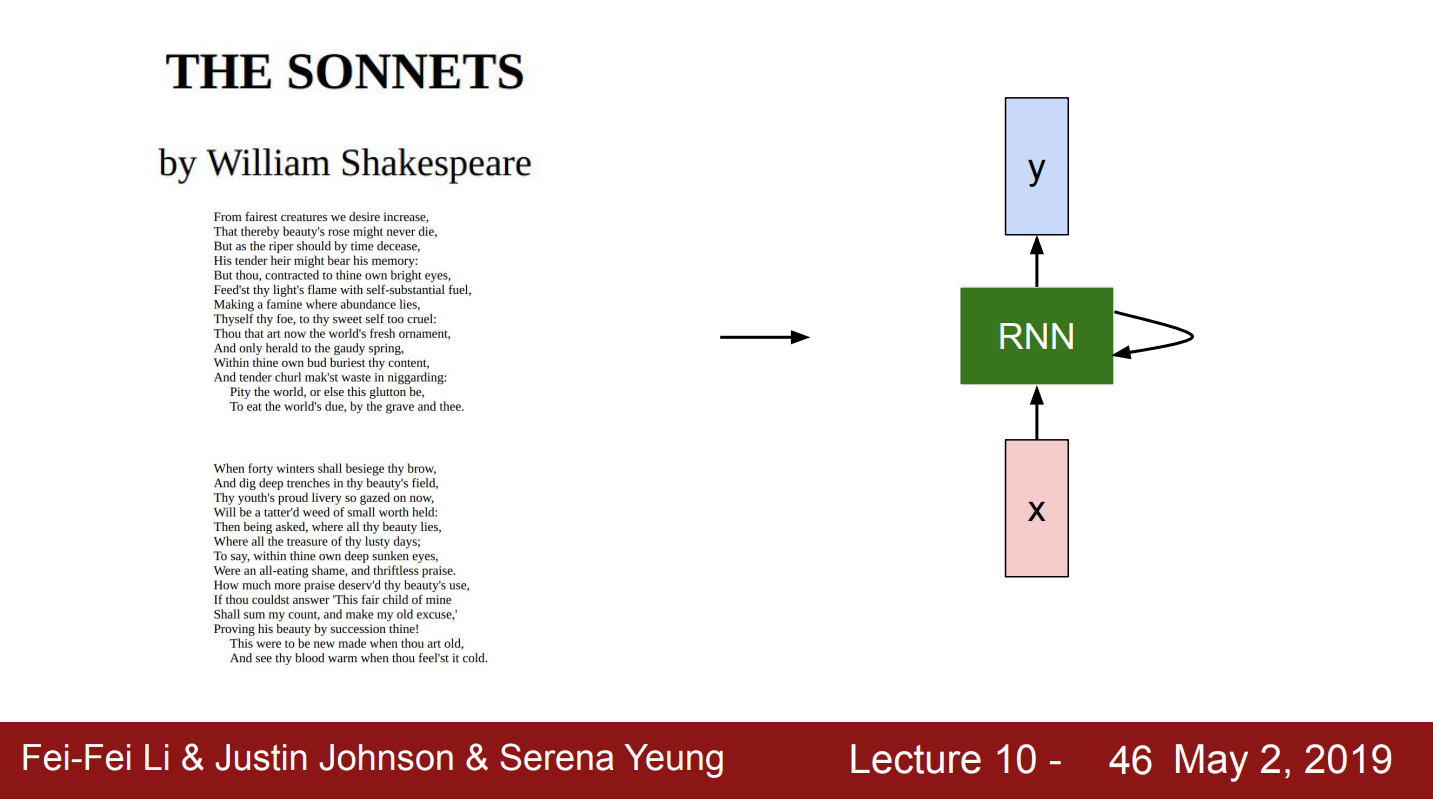 THE SONNETS
by William Shakespeare
From fairest creatures we desire increase,
That thereby beauty's rose might never die,
But as the riper should by time decease,
His tender heir might bear his memory:
But thou, contracted to thine own bright eyes,
Feed'st thy light's flame with self-substantial fuel,
Making a famine where abundance lies,
Thyself thy foe, to thy sweet self too cruel:
Thou that art now the world's fresh ornament,
And only herald to the gaudy spring,
Within thine own bud buriest thy content,
And tender churl mak'st waste in niggarding:
Pity the world, or else this glutton be,
To eat the world's due, by the grave and thee.
When forty winters shall besiege thy brow,
And dig deep trenches in thy beauty's field,
Thy youth's proud livery so gazed on now,
Will be a tatter'd weed of small worth held:
Then being asked, where all thy beauty lies,
Where all the treasure of thy lusty days;
To say, within thine own deep sunken eyes,
Were an all-eating shame, and thriftless praise.
How much more praise deserv'd thy beauty's use,
If thou couldst answer 'This fair child of mine
Shall sum my count, and make my old excuse,'
Proving his beauty by succession thine!
This were to be new made when thou art old,
And see thy blood warm when thou feel'st it cold.
y
RNN
x
Fei-Fei Li & Justin Johnson & Serena Yeung
Lecture 10 - 46 May 2, 2019